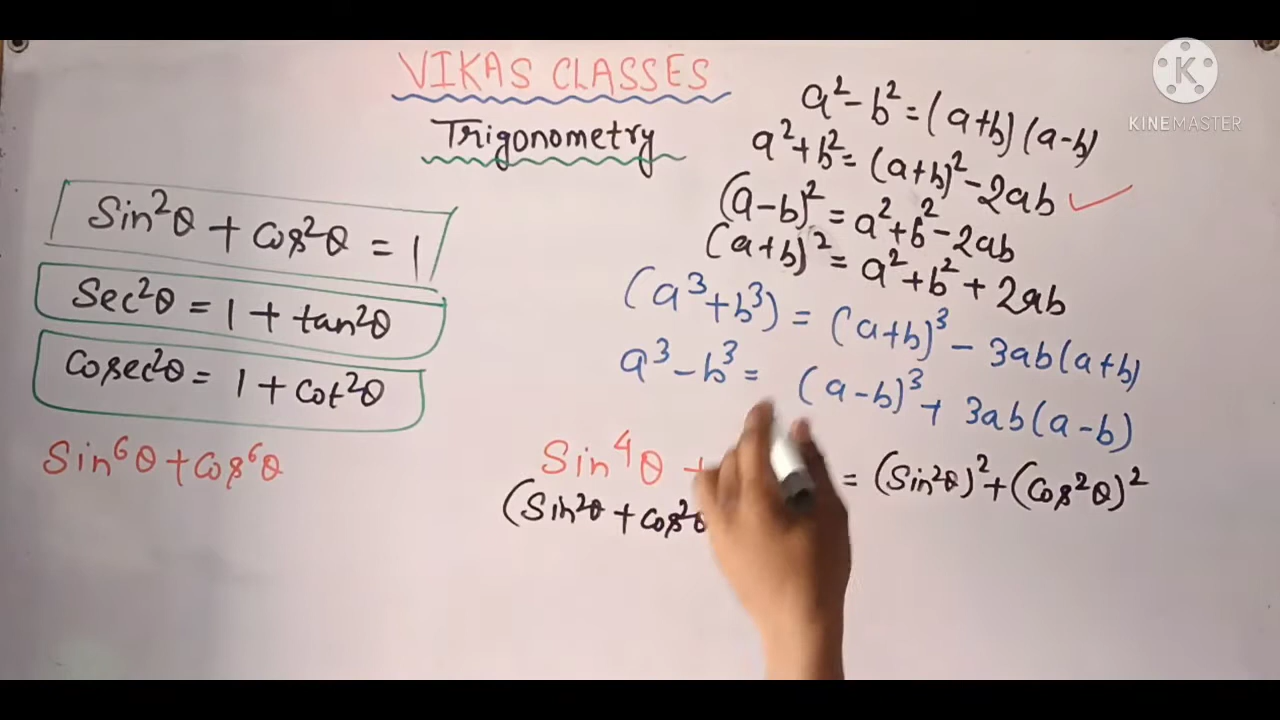 VIKAS CLASSES
Trigonometry
KINEMASTER
a² - b² = (a+b) (a-b)
a² + b² = (a+b)² - 2ab ✓
(a-b)² = a² + b² - 2ab
(a+b)² = a² + b² + 2ab
(a³ + b³) = (a+b)³ - 3ab(a+b)
a³ - b³ = (a-b)³ + 3ab(a-b)
Sin²θ + Cos²θ = 1
Sec²θ = 1 + tan²θ
Cosec²θ = 1 + Cot²θ
Sin⁶θ + Cos⁶θ
Sin⁴θ + = (Sin²θ)² + (Cos²θ)²
(Sin²θ + Cos²θ